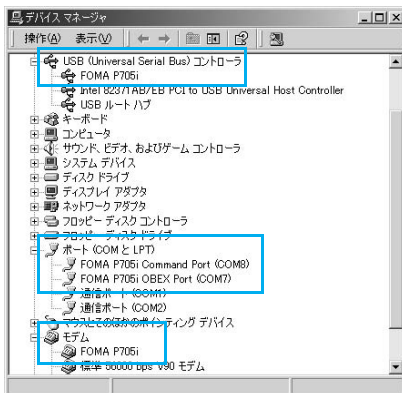 デバイス マネージャ
操作(A) 表示(V)
USB (Universal Serial Bus) コントローラ
FOMA P705i
Intel 82371AB/EB PCI to USB Universal Host Controller
USB ルート ハブ
キーボード
コンピュータ
サウンド、ビデオ、およびゲーム コントローラ
システム デバイス
ディスク ドライブ
ディスプレイ アダプタ
ネットワーク アダプタ
フロッピー ディスク コントローラ
フロッピー ディスク ドライブ
ポート (COM と LPT)
FOMA P705i Command Port (COM8)
FOMA P705i OBEX Port (COM7)
通信ポート (COM1)
通信ポート (COM2)
マウスとそのほかのポインティング デバイス
モデム
FOMA P705i
標準 56000 bps V90 モデム